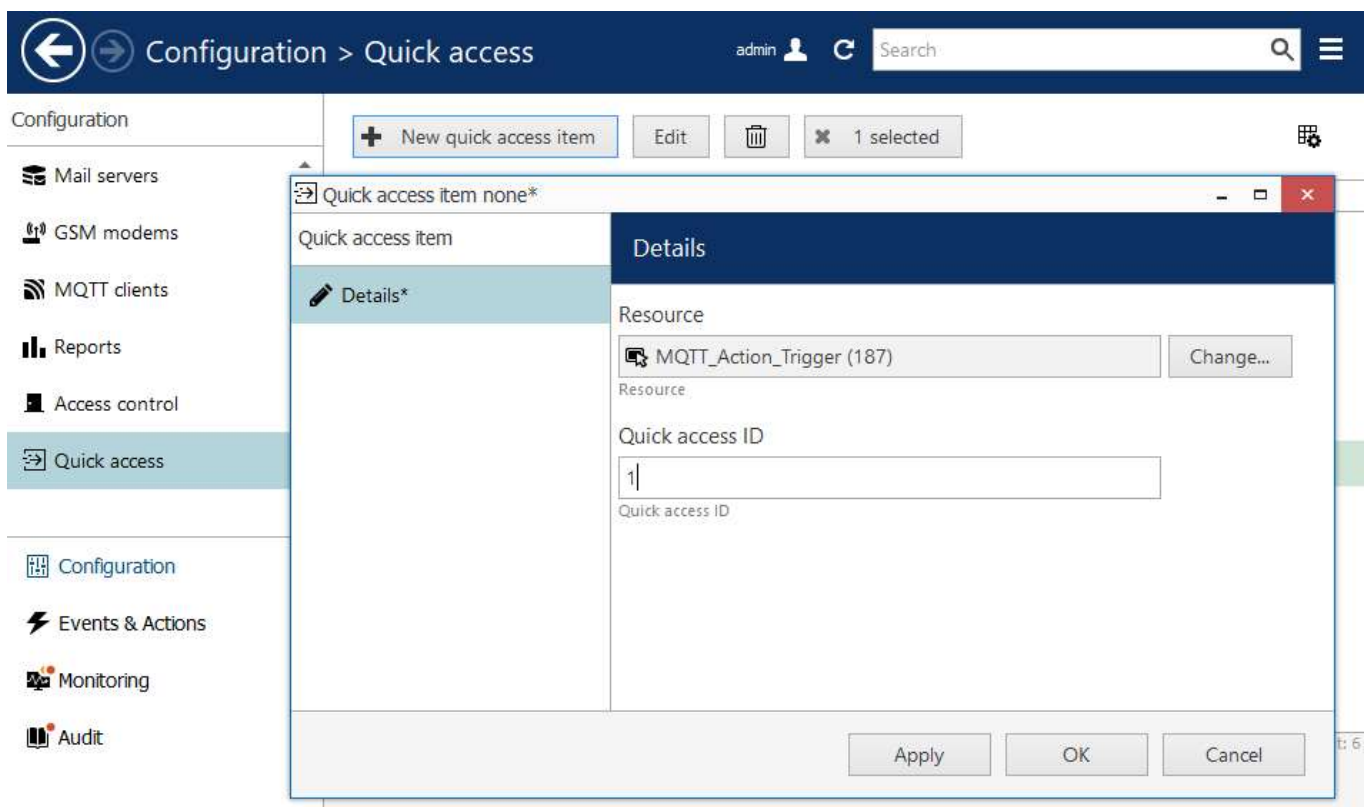 Configuration > Quick access
admin
Search
Configuration
New quick access item
Edit
1 selected
Mail servers
GSM modems
MQTT clients
Reports
Access control
Quick access
Configuration
Events & Actions
Monitoring
Audit
Quick access item none*
Quick access item
Details*
Details
Resource
MQTT_Action_Trigger (187)
Change...
Resource
Quick access ID
1
Quick access ID
Apply
OK
Cancel
t: 6